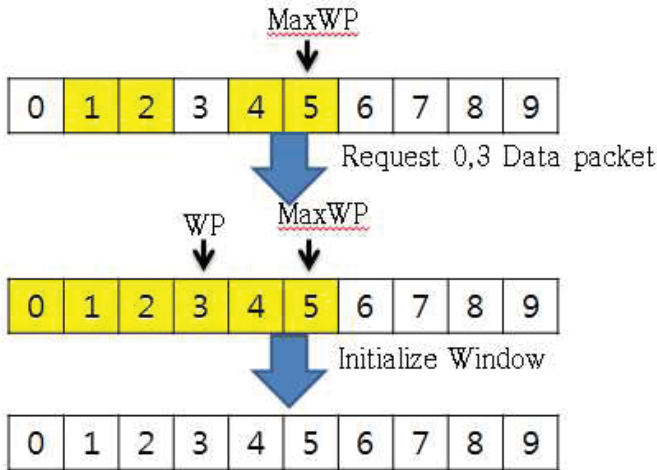 MaxWP
0 1 2 3 4 5 6 7 8 9
Request 0,3 Data packet
WP MaxWP
0 1 2 3 4 5 6 7 8 9
Initialize Window
0 1 2 3 4 5 6 7 8 9